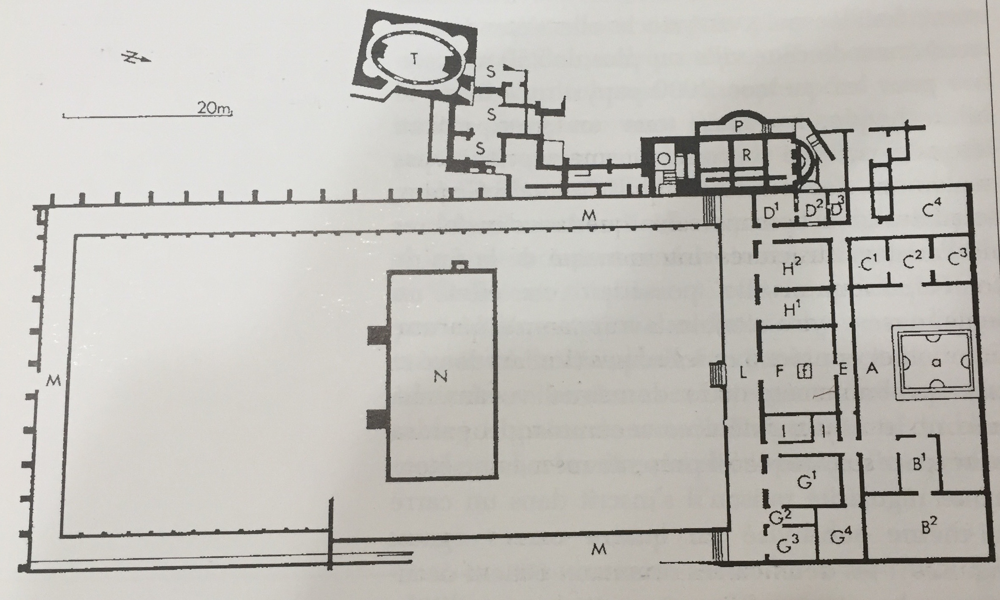 T
N
S
20m
S
P
S
R
M
D¹ D² D³ C⁴
H² C¹ C² C³
H¹
M N L F f E A a
I I
B¹
G¹
G²
B²
G³ G⁴
M